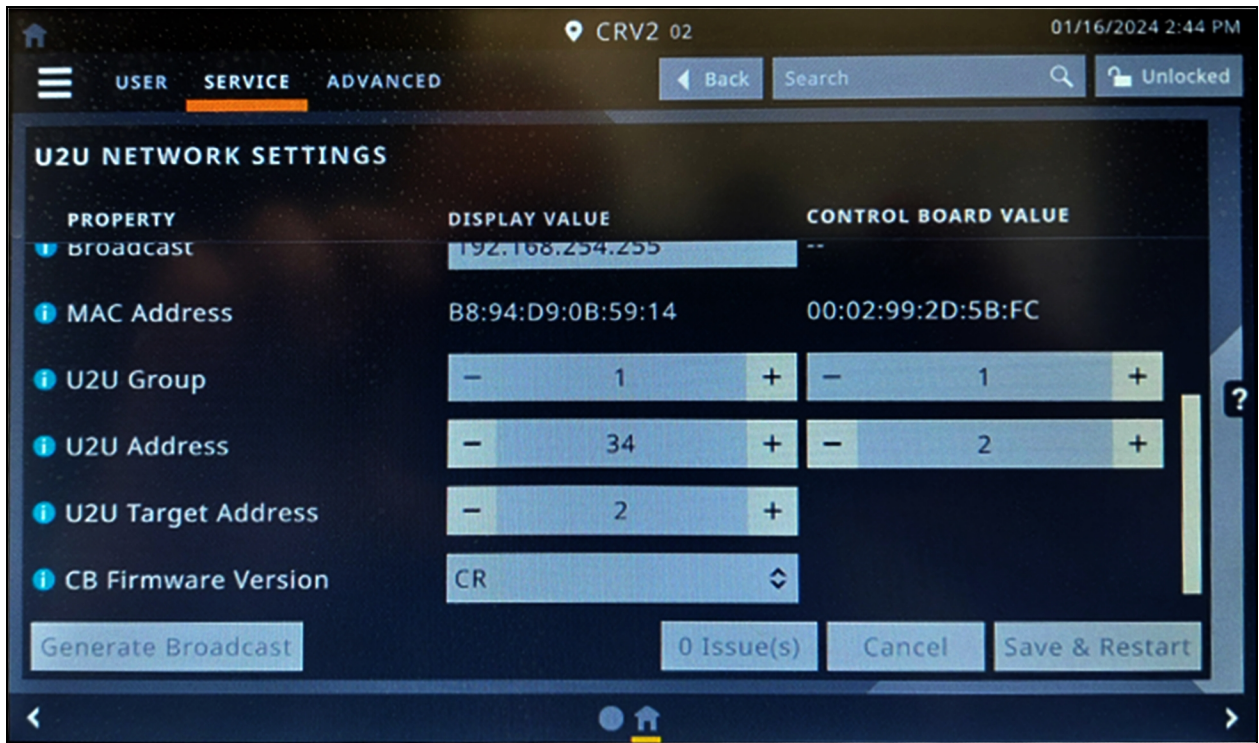 CRV2 02
01/16/2024 2:44 PM
USER SERVICE ADVANCED Back Search Unlocked
U2U NETWORK SETTINGS
PROPERTY DISPLAY VALUE CONTROL BOARD VALUE
Broadcast 192.168.254.255 --
MAC Address B8:94:D9:0B:59:14 00:02:99:2D:5B:FC
U2U Group − 1 + − 1 +
U2U Address − 34 + − 2 +
U2U Target Address − 2 +
CB Firmware Version CR
Generate Broadcast 0 Issue(s) Cancel Save & Restart
?